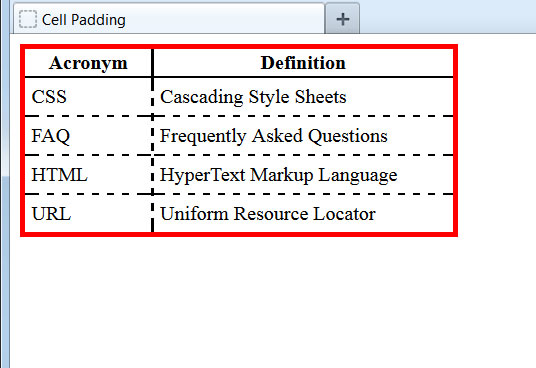 Cell Padding
Acronym Definition
CSS Cascading Style Sheets
FAQ Frequently Asked Questions
HTML HyperText Markup Language
URL Uniform Resource Locator